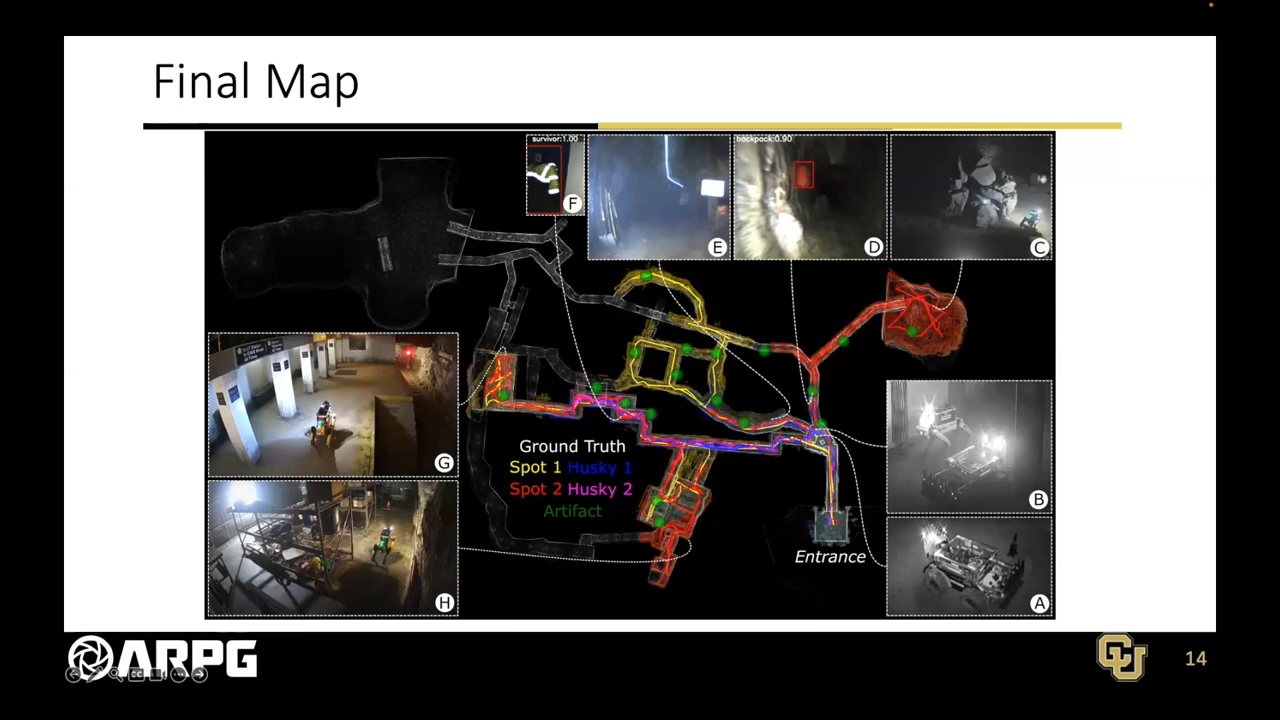 Final Map
survivor:1.00
backpack:0.90
F
E
D
C
G
B
H
A
Ground Truth
Spot 1 Husky 1
Spot 2 Husky 2
Artifact
Entrance
ARPG
CU
14